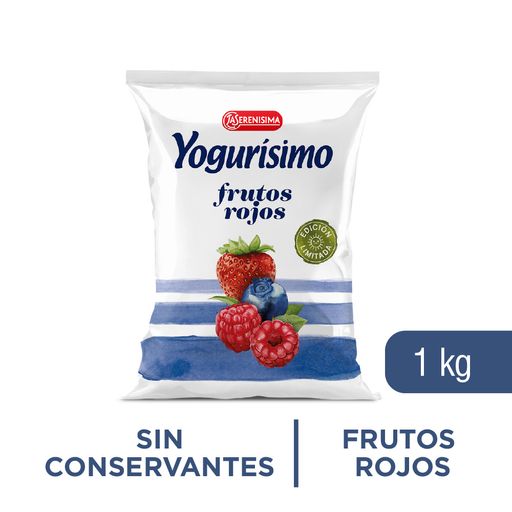 LA SERENISIMA
Yogurísimo
frutos
rojos
EDICIÓN
LIMITADA
1 kg
SIN
CONSERVANTES
FRUTOS
ROJOS